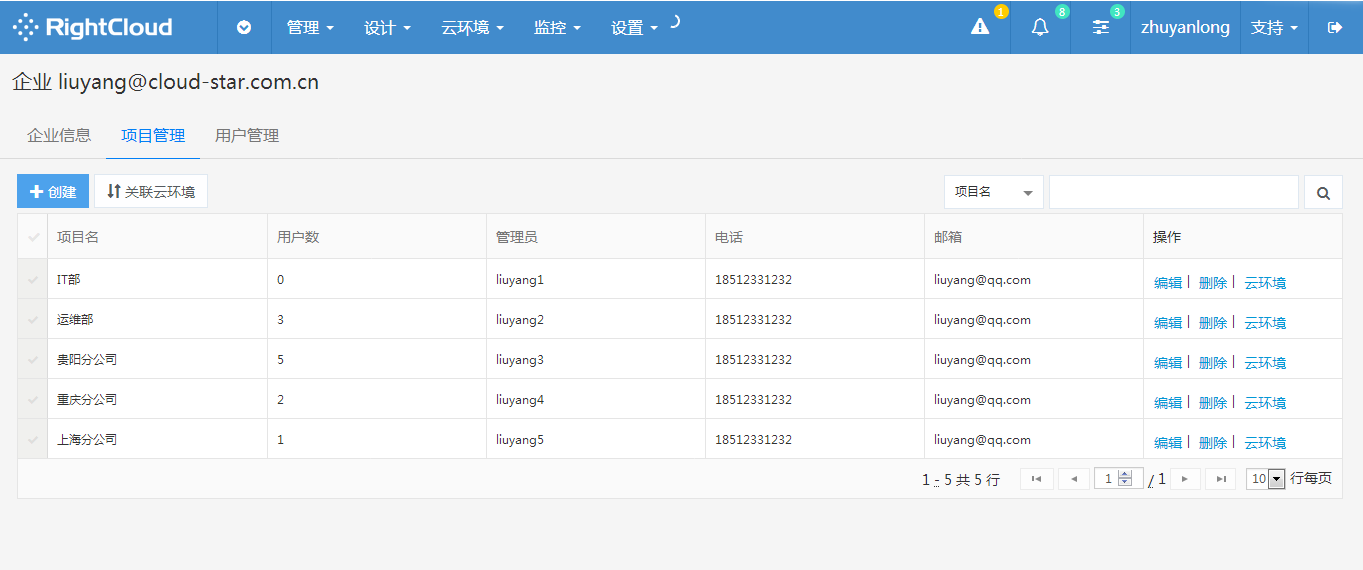 RightCloud 管理 设计 云环境 监控 设置 1 8 3 zhuyanlong 支持
企业 liuyang@cloud-star.com.cn
企业信息 项目管理 用户管理
创建 关联云环境 项目名
项目名 用户数 管理员 电话 邮箱 操作
IT部 0 liuyang1 18512331232 liuyang@qq.com 编辑 | 删除 | 云环境
运维部 3 liuyang2 18512331232 liuyang@qq.com 编辑 | 删除 | 云环境
贵阳分公司 5 liuyang3 18512331232 liuyang@qq.com 编辑 | 删除 | 云环境
重庆分公司 2 liuyang4 18512331232 liuyang@qq.com 编辑 | 删除 | 云环境
上海分公司 1 liuyang5 18512331232 liuyang@qq.com 编辑 | 删除 | 云环境
1 - 5 共 5 行 1 / 1 10 行每页